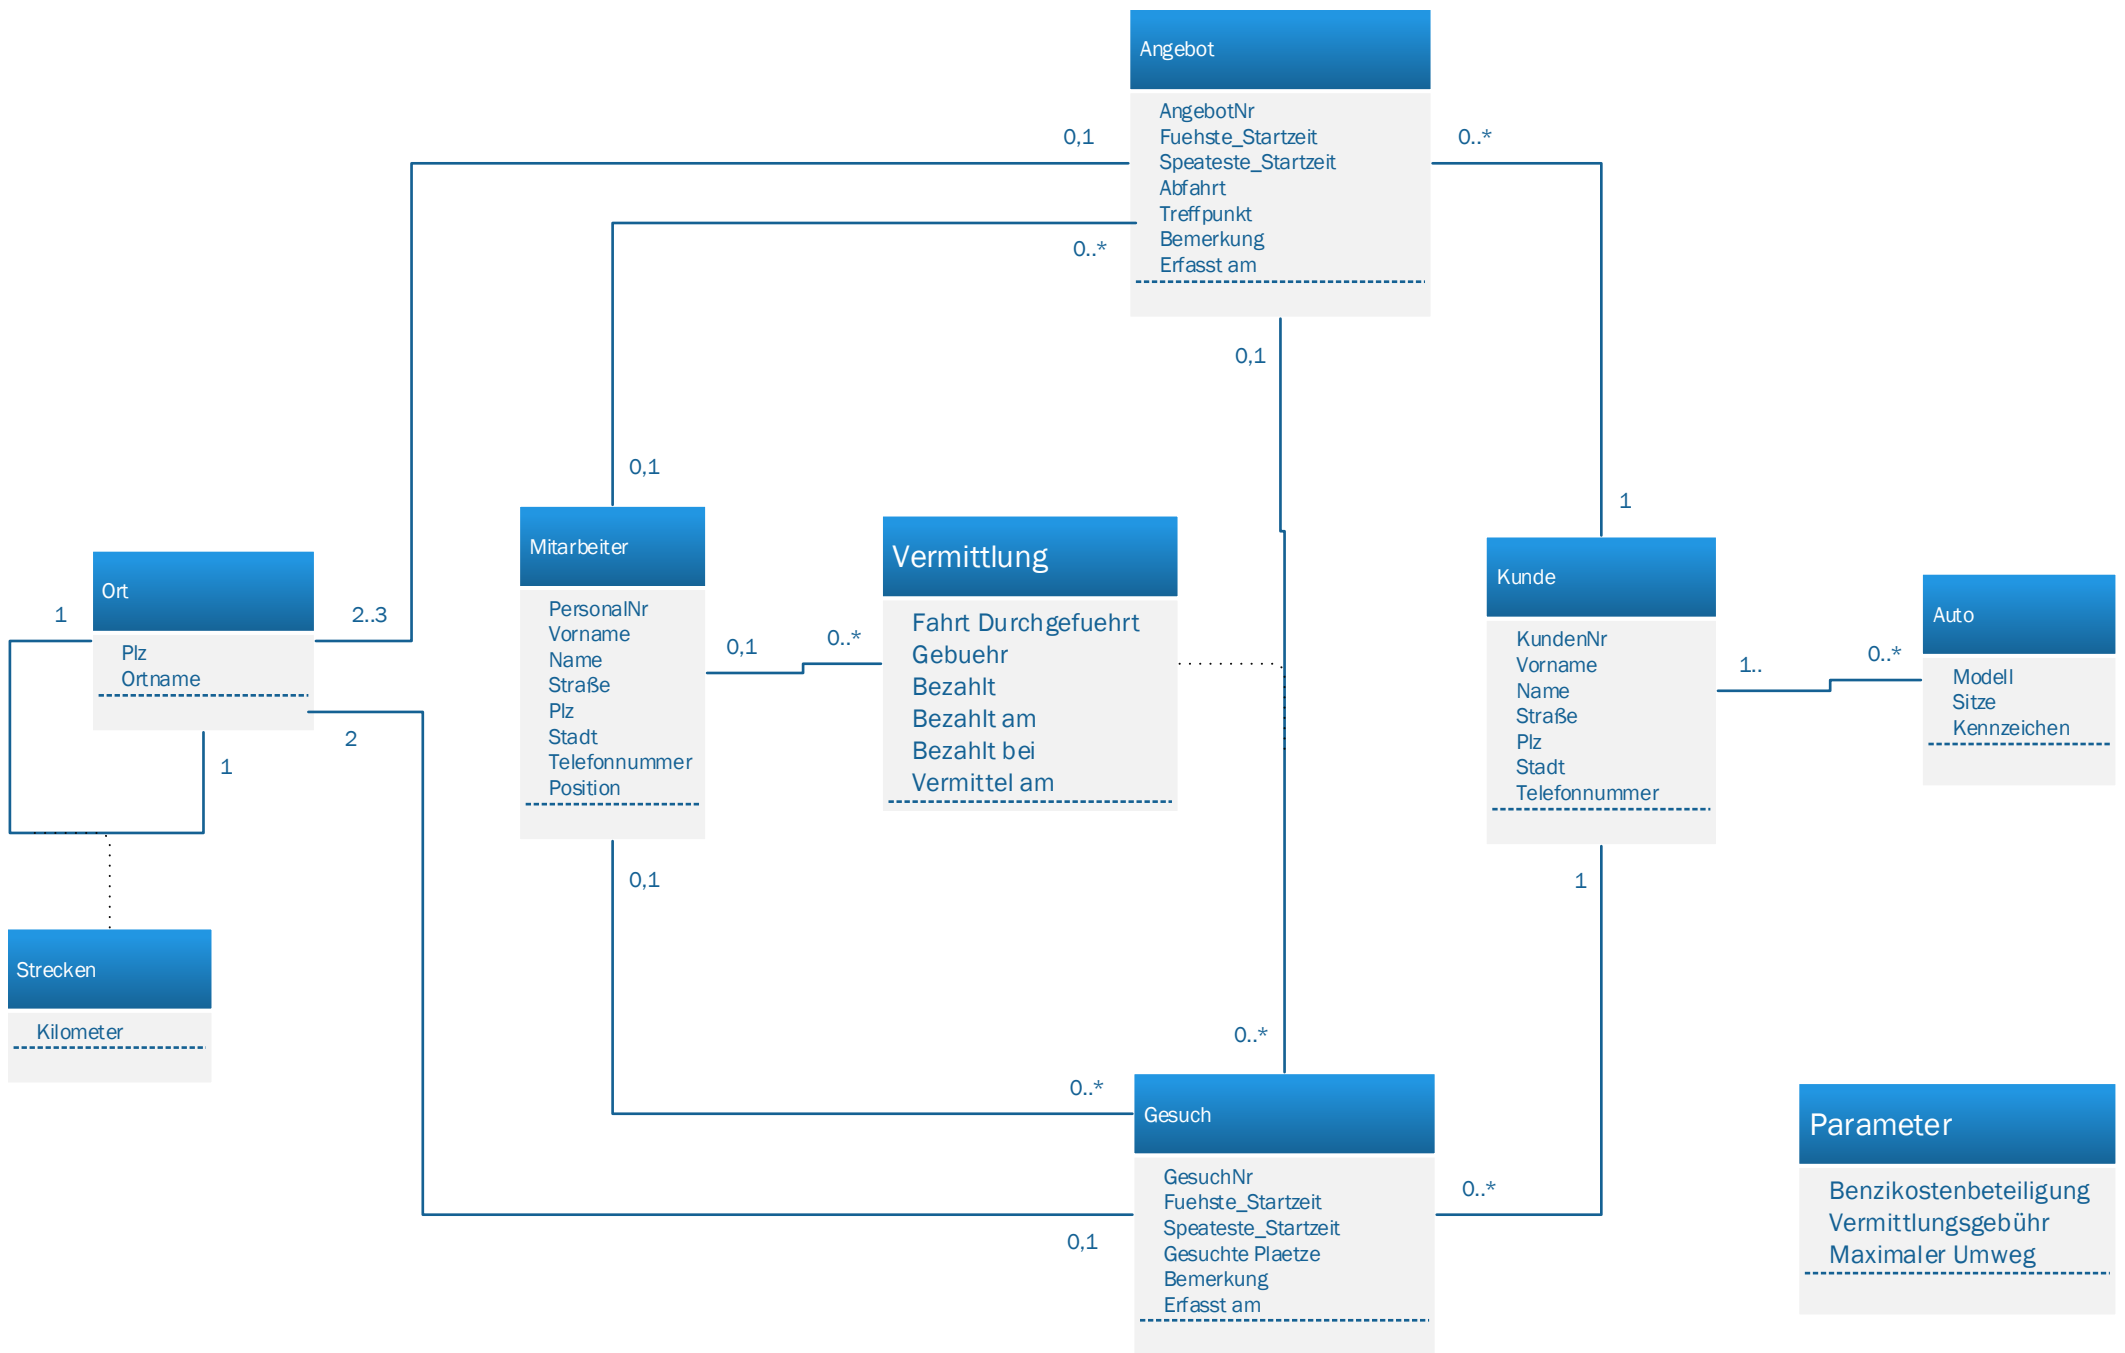 Angebot
AngebotNr
Fuehste_Startzeit
Speateste_Startzeit
Abfahrt
Treffpunkt
Bemerkung
Erfasst am
0,1
0..*
0..*
0,1
0,1
1
Ort
Plz
Ortname
1
2..3
2
1
Mitarbeiter
PersonalNr
Vorname
Name
Straße
Plz
Stadt
Telefonnummer
Position
0,1
0..*
0,1
Vermittlung
Fahrt Durchgefuehrt
Gebuehr
Bezahlt
Bezahlt am
Bezahlt bei
Vermittel am
Kunde
KundenNr
Vorname
Name
Straße
Plz
Stadt
Telefonnummer
1..
0..*
1
Auto
Modell
Sitze
Kennzeichen
Strecken
Kilometer
0..*
0..*
0,1
0..*
Gesuch
GesuchNr
Fuehste_Startzeit
Speateste_Startzeit
Gesuchte Plaetze
Bemerkung
Erfasst am
Parameter
Benzikostenbeteiligung
Vermittlungsgebühr
Maximaler Umweg